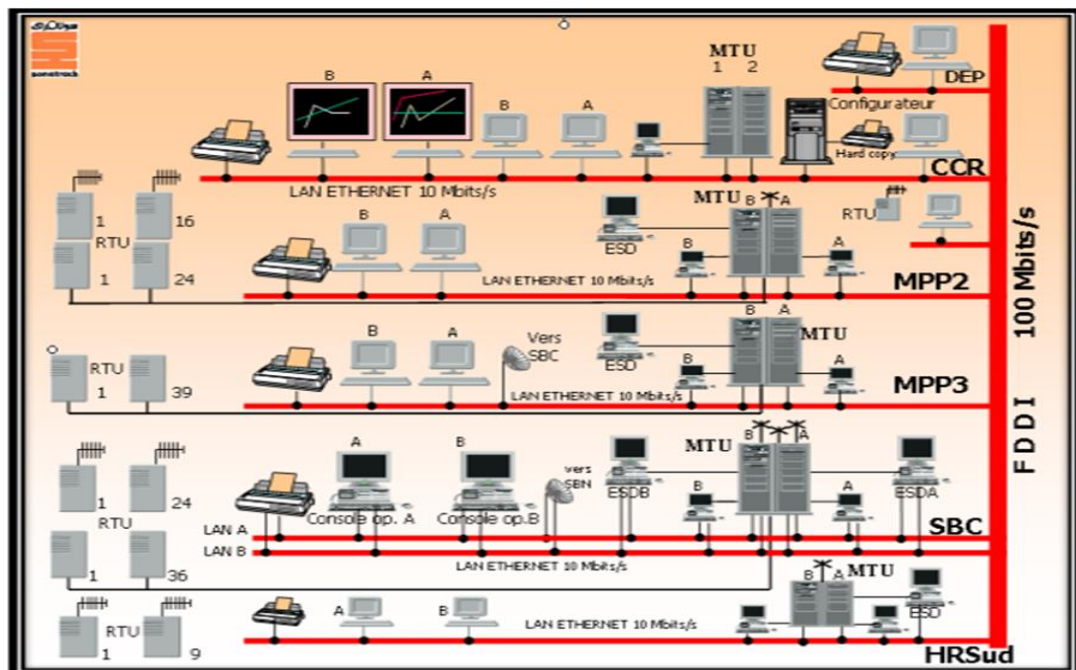 سوناطراك
sonatrach
B
A
MTU
1 2
B
A
DEP
Configurateur
Hard copy
CCR
LAN ETHERNET 10 Mbits/s
1
16
RTU
1
24
B
A
ESD
MTU
B A
B
A
RTU
LAN ETHERNET 10 Mbits/s
MPP2
FDDI 100 Mbits/s
RTU
1
39
B
A
Vers
SBC
ESD
B A
MTU
B
A
LAN ETHERNET 10 Mbits/s
MPP3
1
24
RTU
1
36
A
Console op. A
B
Console op.B
vers
SBN
ESDB
MTU
B A
B
A
ESDA
LAN A
LAN B
LAN ETHERNET 10 Mbits/s
SBC
RTU
1
9
A
B
LAN ETHERNET 10 Mbits/s
B A
MTU
ESD
HRSud